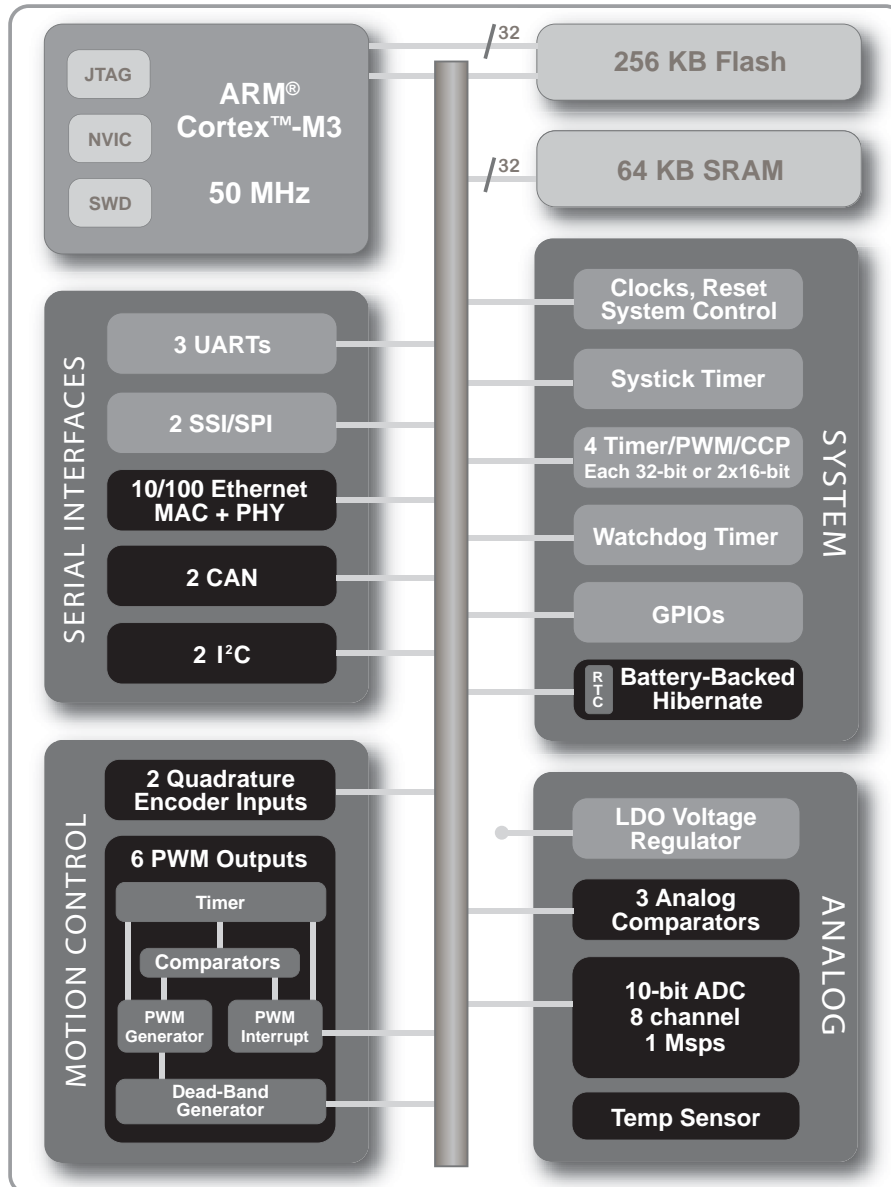 JTAG
NVIC
SWD
ARM®
Cortex™-M3
50 MHz
32
256 KB Flash
32
64 KB SRAM
SERIAL INTERFACES
3 UARTs
2 SSI/SPI
10/100 Ethernet
MAC + PHY
2 CAN
2 I²C
SYSTEM
Clocks, Reset
System Control
Systick Timer
4 Timer/PWM/CCP
Each 32-bit or 2x16-bit
Watchdog Timer
GPIOs
RTC
Battery-Backed
Hibernate
MOTION CONTROL
2 Quadrature
Encoder Inputs
6 PWM Outputs
Timer
Comparators
PWM
Generator
PWM
Interrupt
Dead-Band
Generator
ANALOG
LDO Voltage
Regulator
3 Analog
Comparators
10-bit ADC
8 channel
1 Msps
Temp Sensor